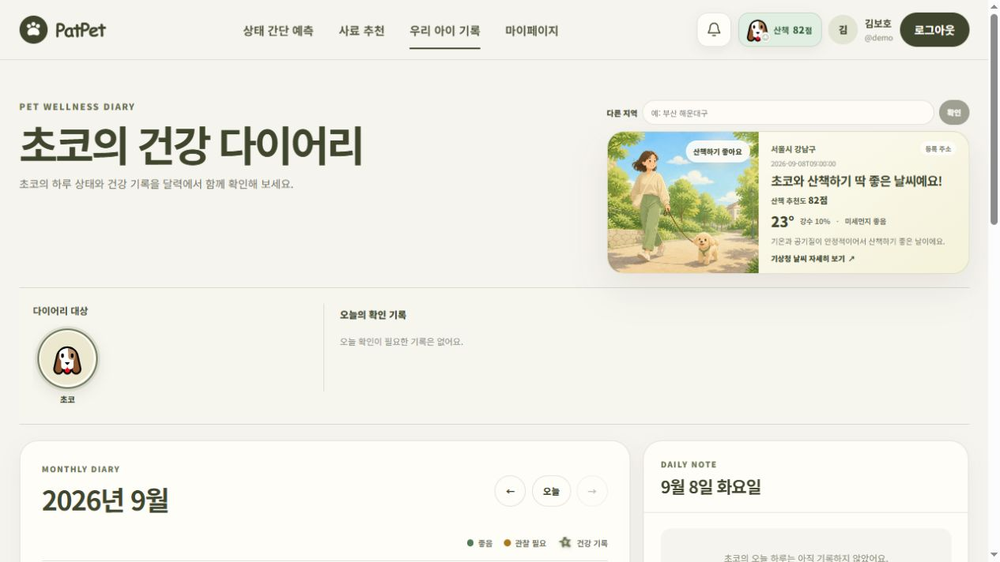 PatPet
상태 간단 예측
사료 추천
우리 아이 기록
마이페이지
산책 82점
김
김보호
@demo
로그아웃
PET WELLNESS DIARY
초코의 건강 다이어리
초코의 하루 상태와 건강 기록을 달력에서 함께 확인해 보세요.
다른 지역
예: 부산 해운대구
확인
산책하기 좋아요
서울시 강남구
등록 주소
2026-09-08T09:00:00
초코와 산책하기 딱 좋은 날씨예요!
산책 추천도 82점
23° 강수 10% · 미세먼지 좋음
기온과 공기질이 안정적이어서 산책하기 좋은 날이에요.
기상청 날씨 자세히 보기 ↗
다이어리 대상
초코
오늘의 확인 기록
오늘 확인이 필요한 기록은 없어요.
MONTHLY DIARY
2026년 9월
←
오늘
→
좋음
관찰 필요
건강 기록
DAILY NOTE
9월 8일 화요일
초코의 오늘 하루는 아직 기록하지 않았어요.